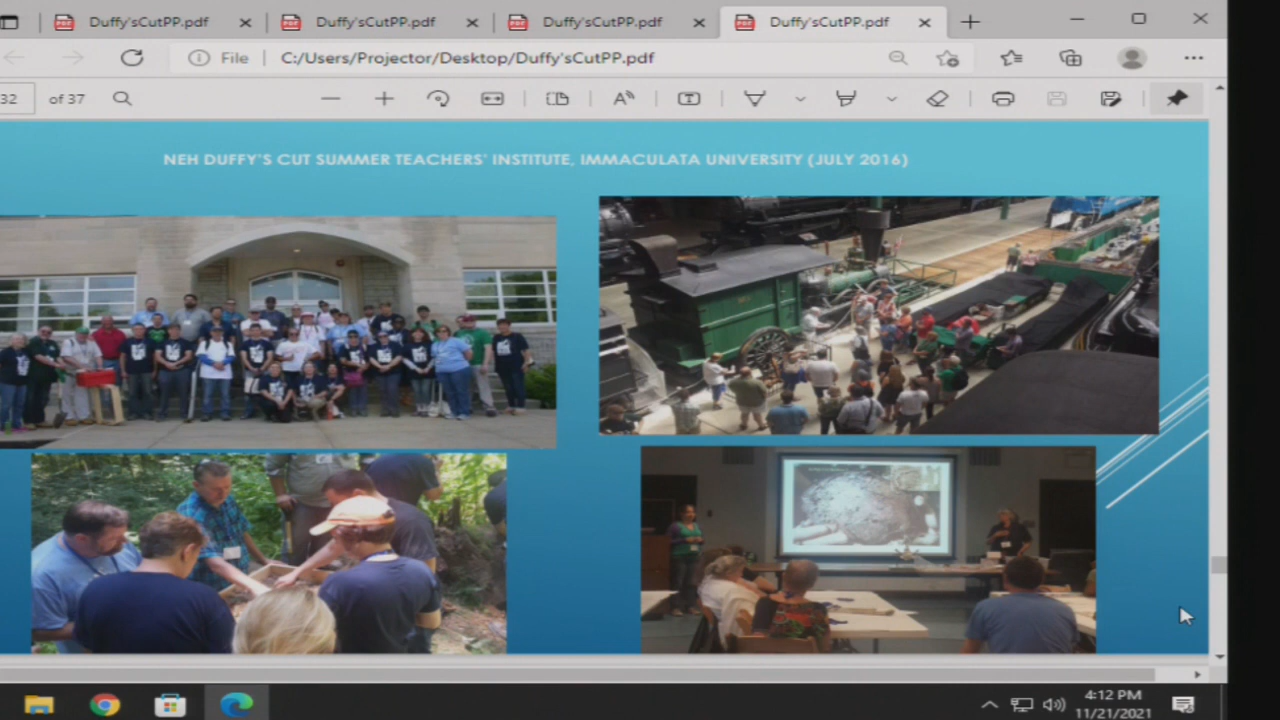 Duffy'sCutPP.pdf
Duffy'sCutPP.pdf
Duffy'sCutPP.pdf
Duffy'sCutPP.pdf
File
C:/Users/Projector/Desktop/Duffy'sCutPP.pdf
32 of 37
NEH DUFFY'S CUT SUMMER TEACHERS' INSTITUTE, IMMACULATA UNIVERSITY (JULY 2016)
4:12 PM
11/21/2021